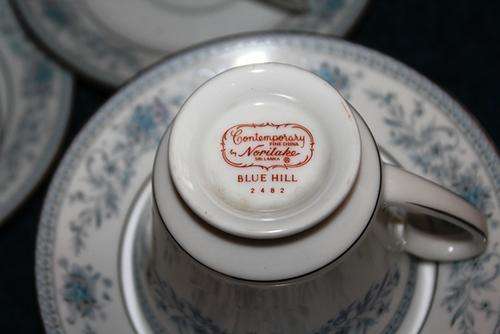 Contemporary
FINE CHINA
by Noritake
SRI LANKA ®
BLUE HILL
2482